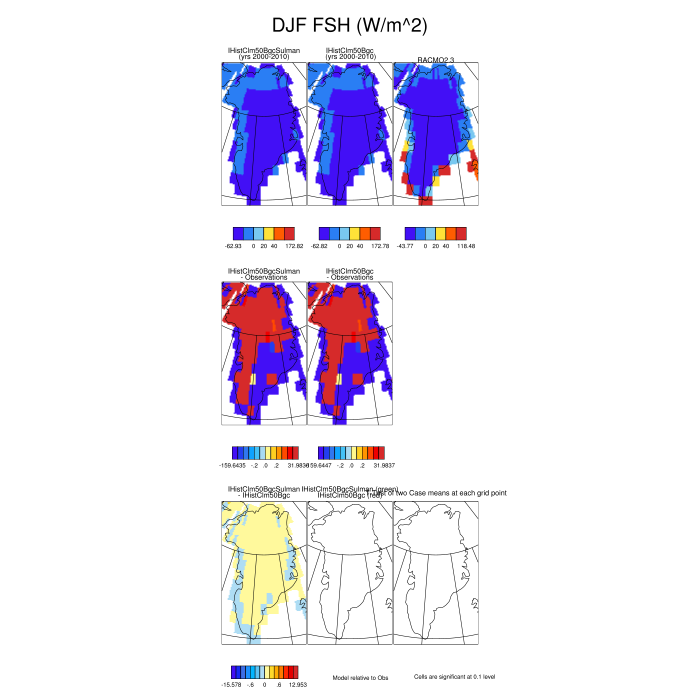 DJF FSH (W/m^2)
IHistClm50BgcSulman
(yrs 2000-2010)
IHistClm50Bgc
(yrs 2000-2010)
RACMO2.3
-62.93 0 20 40 172.82
-62.82 0 20 40 172.78
-43.77 0 20 40 118.48
IHistClm50BgcSulman
- Observations
IHistClm50Bgc
- Observations
-159.6435 -.2 .0 .2 31.9836
-159.6447 -.2 .0 .2 31.9837
IHistClm50BgcSulman
- IHistClm50Bgc
IHistClm50BgcSulman (green)
IHistClm50Bgc (red)
of two Case means at each grid point
-15.578 -.6 0 .6 12.953
Model relative to Obs
Cells are significant at 0.1 level